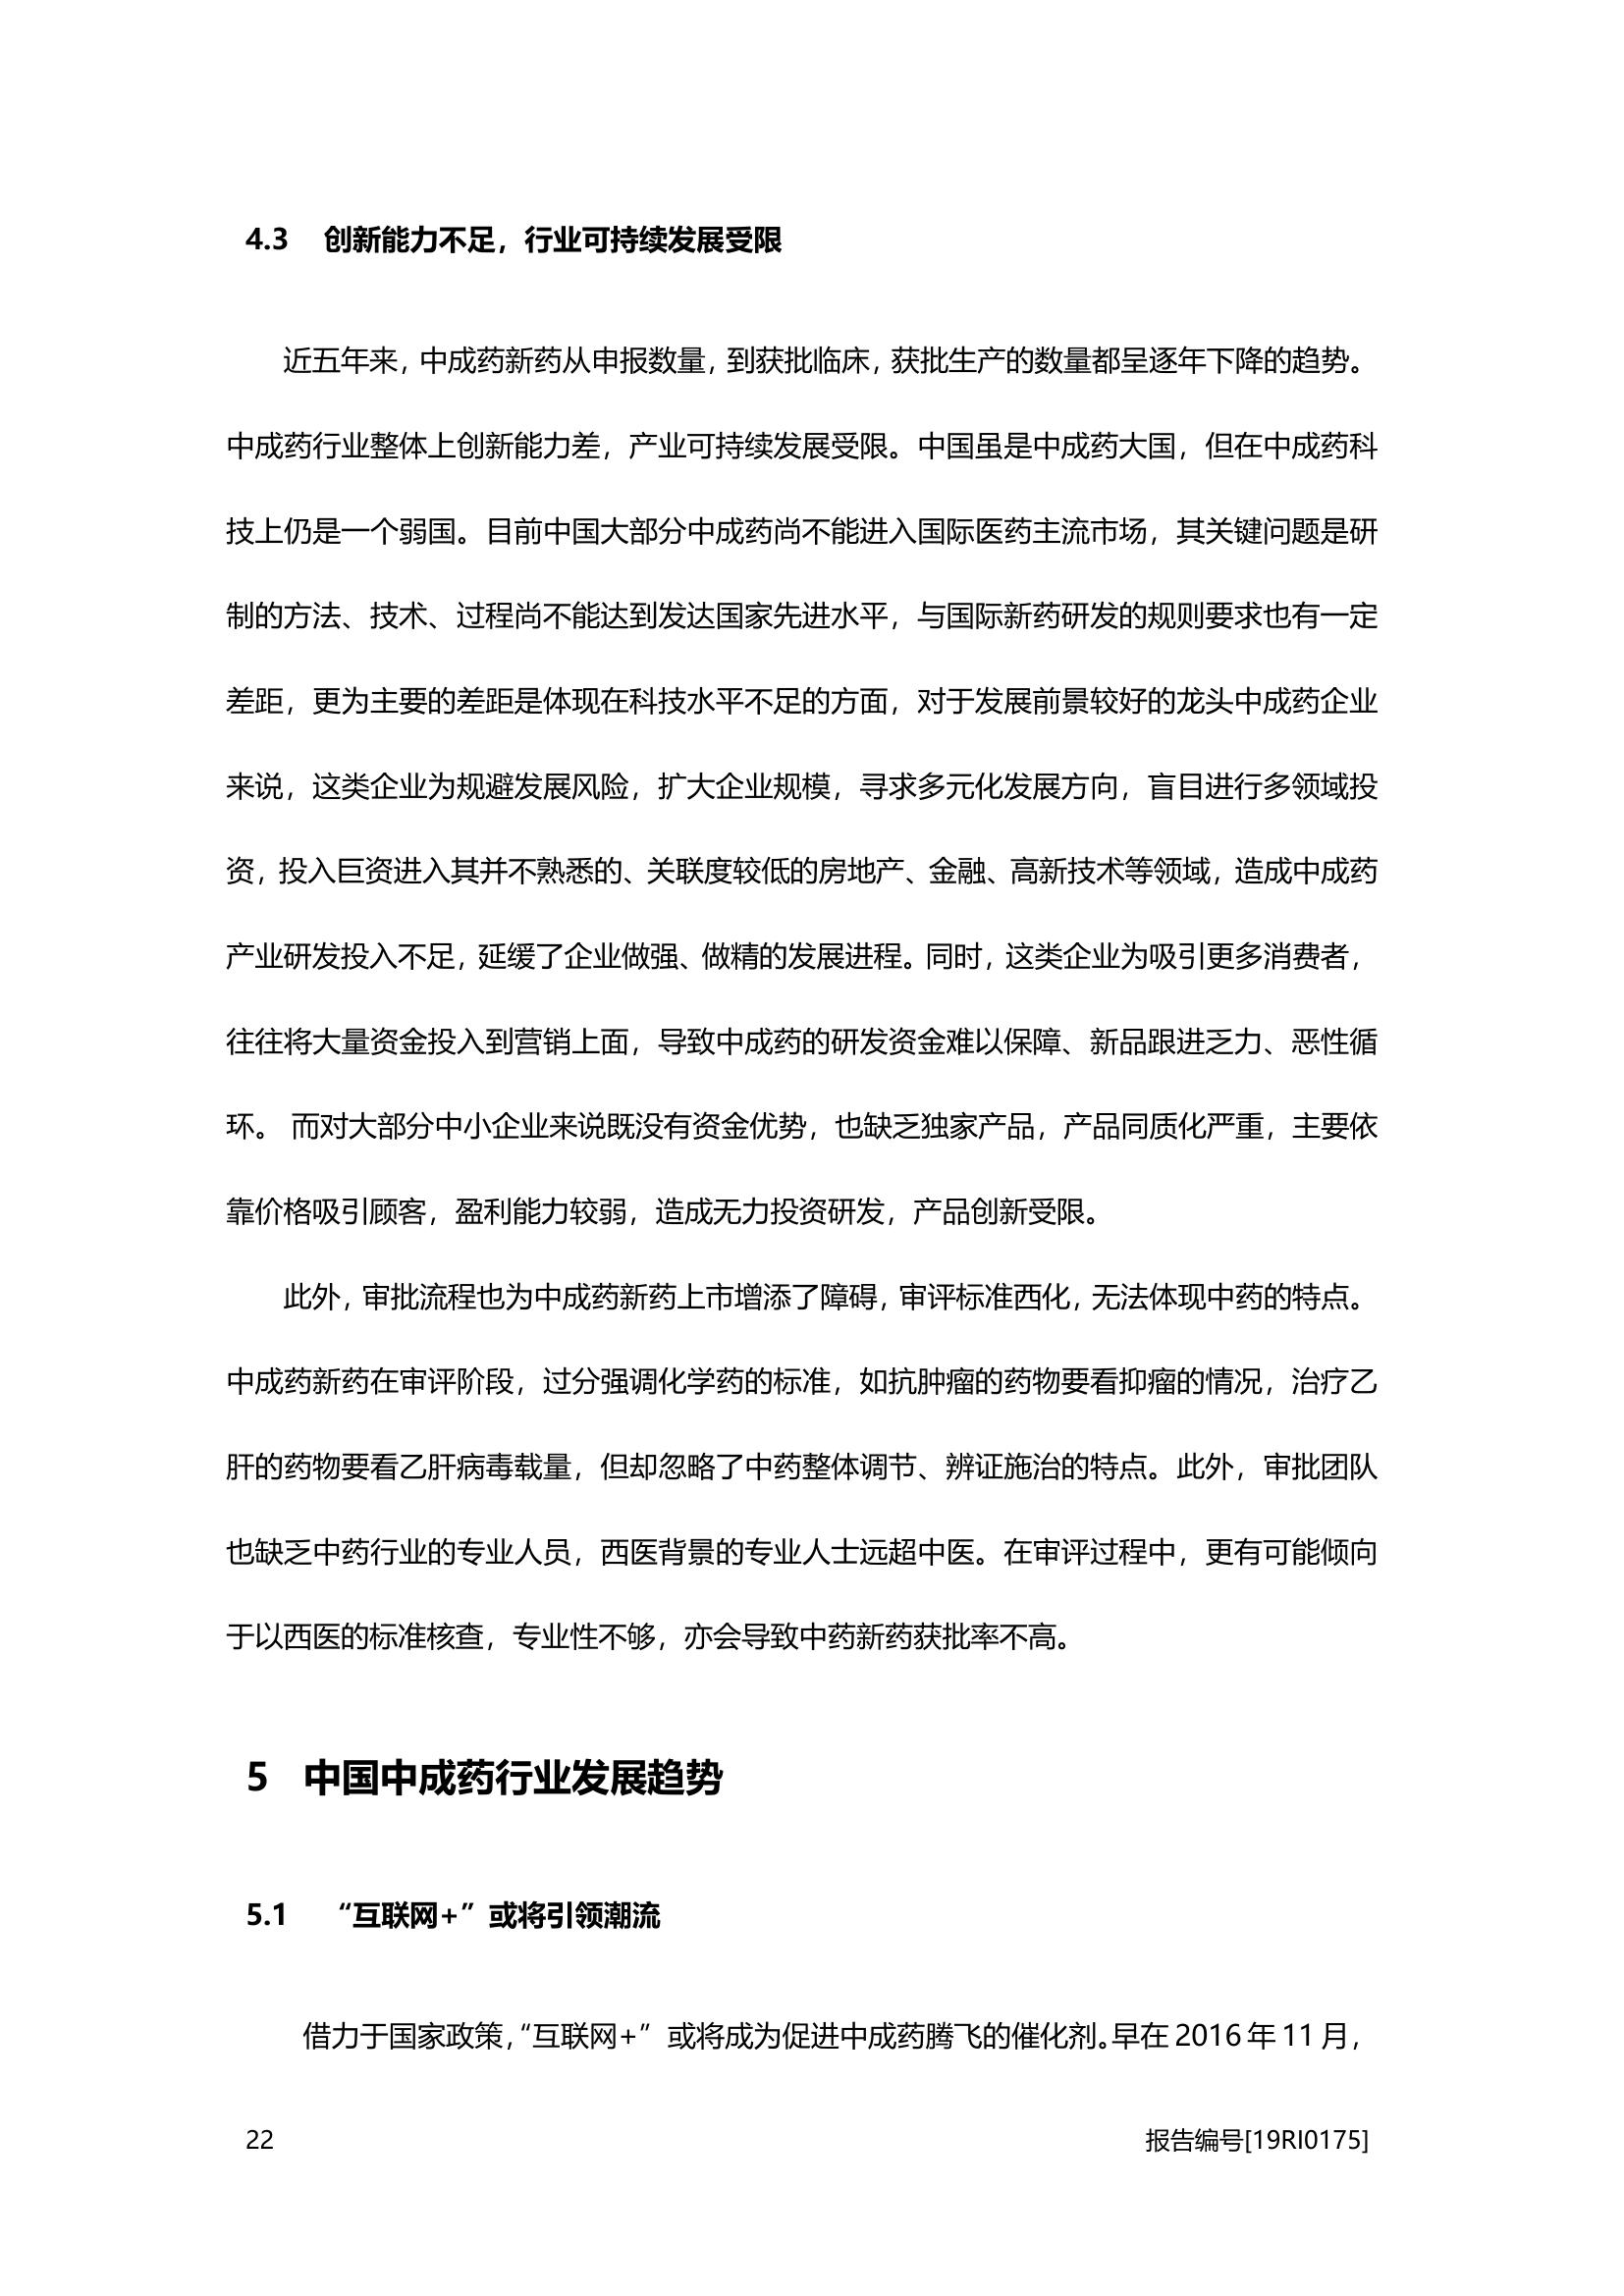 4.3 创新能力不足，行业可持续发展受限
近五年来，中成药新药从申报数量，到获批临床，获批生产的数量都呈逐年下降的趋势。
中成药行业整体上创新能力差，产业可持续发展受限。中国虽是中成药大国，但在中成药科
技上仍是一个弱国。目前中国大部分中成药尚不能进入国际医药主流市场，其关键问题是研
制的方法、技术、过程尚不能达到发达国家先进水平，与国际新药研发的规则要求也有一定
差距，更为主要的差距是体现在科技水平不足的方面，对于发展前景较好的龙头中成药企业
来说，这类企业为规避发展风险，扩大企业规模，寻求多元化发展方向，盲目进行多领域投
资，投入巨资进入其并不熟悉的、关联度较低的房地产、金融、高新技术等领域，造成中成药
产业研发投入不足，延缓了企业做强、做精的发展进程。同时，这类企业为吸引更多消费者，
往往将大量资金投入到营销上面，导致中成药的研发资金难以保障、新品跟进乏力、恶性循
环。 而对大部分中小企业来说既没有资金优势，也缺乏独家产品，产品同质化严重，主要依
靠价格吸引顾客，盈利能力较弱，造成无力投资研发，产品创新受限。
此外，审批流程也为中成药新药上市增添了障碍，审评标准西化，无法体现中药的特点。
中成药新药在审评阶段，过分强调化学药的标准，如抗肿瘤的药物要看抑瘤的情况，治疗乙
肝的药物要看乙肝病毒载量，但却忽略了中药整体调节、辨证施治的特点。此外，审批团队
也缺乏中药行业的专业人员，西医背景的专业人士远超中医。在审评过程中，更有可能倾向
于以西医的标准核查，专业性不够，亦会导致中药新药获批率不高。
5 中国中成药行业发展趋势
5.1 “互联网+”或将引领潮流
借力于国家政策，“互联网+”或将成为促进中成药腾飞的催化剂。早在 2016 年 11 月，
22 报告编号[19RI0175]